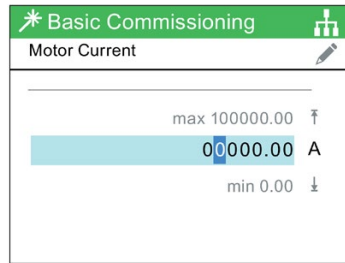 Basic Commissioning
Motor Current
max 100000.00
00000.00 A
min 0.00